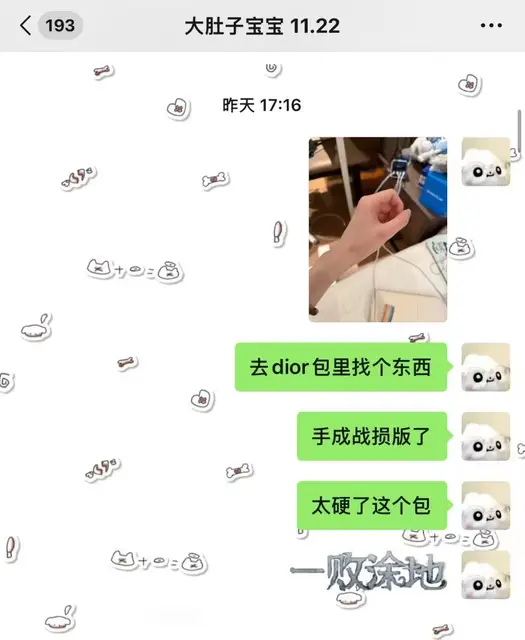 193
大肚子宝宝 11.22
昨天 17:16
去dior包里找个东西
手成战损版了
太硬了这个包
一败涂地